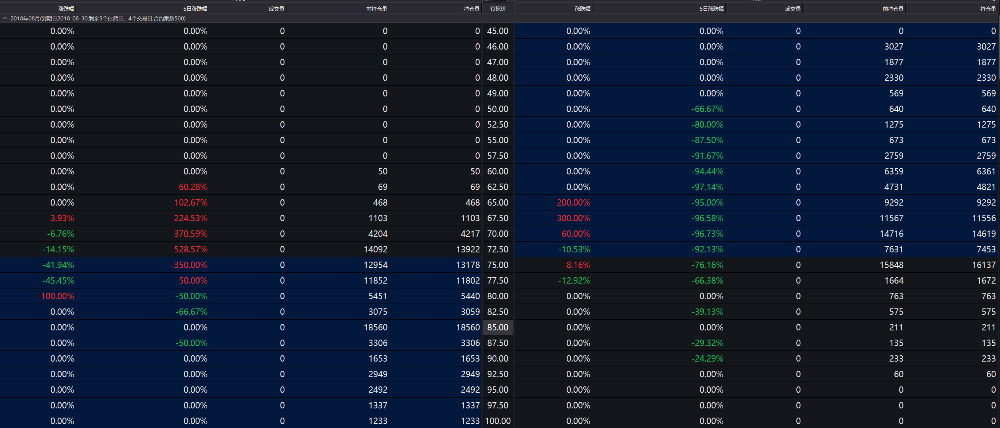 涨跌幅 5日涨跌幅 成交量 前持仓量 持仓量 行权价 涨跌幅 5日涨跌幅 成交量 前持仓量 持仓量
2018年08月(到期日2018-08-30;剩余5个自然日、4个交易日;合约乘数500)
0.00% 0.00% 0 0 0 45.00 0.00% 0.00% 0 0 0
0.00% 0.00% 0 0 0 46.00 0.00% 0.00% 0 3027 3027
0.00% 0.00% 0 0 0 47.00 0.00% 0.00% 0 1877 1877
0.00% 0.00% 0 0 0 48.00 0.00% 0.00% 0 2330 2330
0.00% 0.00% 0 0 0 49.00 0.00% 0.00% 0 569 569
0.00% 0.00% 0 0 0 50.00 0.00% -66.67% 0 640 640
0.00% 0.00% 0 0 0 52.50 0.00% -80.00% 0 1275 1275
0.00% 0.00% 0 0 0 55.00 0.00% -87.50% 0 673 673
0.00% 0.00% 0 0 0 57.50 0.00% -91.67% 0 2759 2759
0.00% 0.00% 0 50 50 60.00 0.00% -94.44% 0 6359 6361
0.00% 60.28% 0 69 69 62.50 0.00% -97.14% 0 4731 4821
0.00% 102.67% 0 468 468 65.00 200.00% -95.00% 0 9292 9292
3.93% 224.53% 0 1103 1103 67.50 300.00% -96.58% 0 11567 11556
-6.76% 370.59% 0 4204 4217 70.00 60.00% -96.73% 0 14716 14619
-14.15% 528.57% 0 14092 13922 72.50 -10.53% -92.13% 0 7631 7453
-41.94% 350.00% 0 12954 13178 75.00 8.16% -76.16% 0 15848 16137
-45.45% 50.00% 0 11852 11802 77.50 -12.92% -66.38% 0 1664 1672
100.00% -50.00% 0 5451 5440 80.00 0.00% 0.00% 0 763 763
0.00% -66.67% 0 3075 3059 82.50 0.00% -39.13% 0 575 575
0.00% 0.00% 0 18560 18560 85.00 0.00% 0.00% 0 211 211
0.00% -50.00% 0 3306 3306 87.50 0.00% -29.32% 0 135 135
0.00% 0.00% 0 1653 1653 90.00 0.00% -24.29% 0 233 233
0.00% 0.00% 0 2949 2949 92.50 0.00% 0.00% 0 60 60
0.00% 0.00% 0 2492 2492 95.00 0.00% 0.00% 0 0 0
0.00% 0.00% 0 1337 1337 97.50 0.00% 0.00% 0 0 0
0.00% 0.00% 0 1233 1233 100.00 0.00% 0.00% 0 0 0